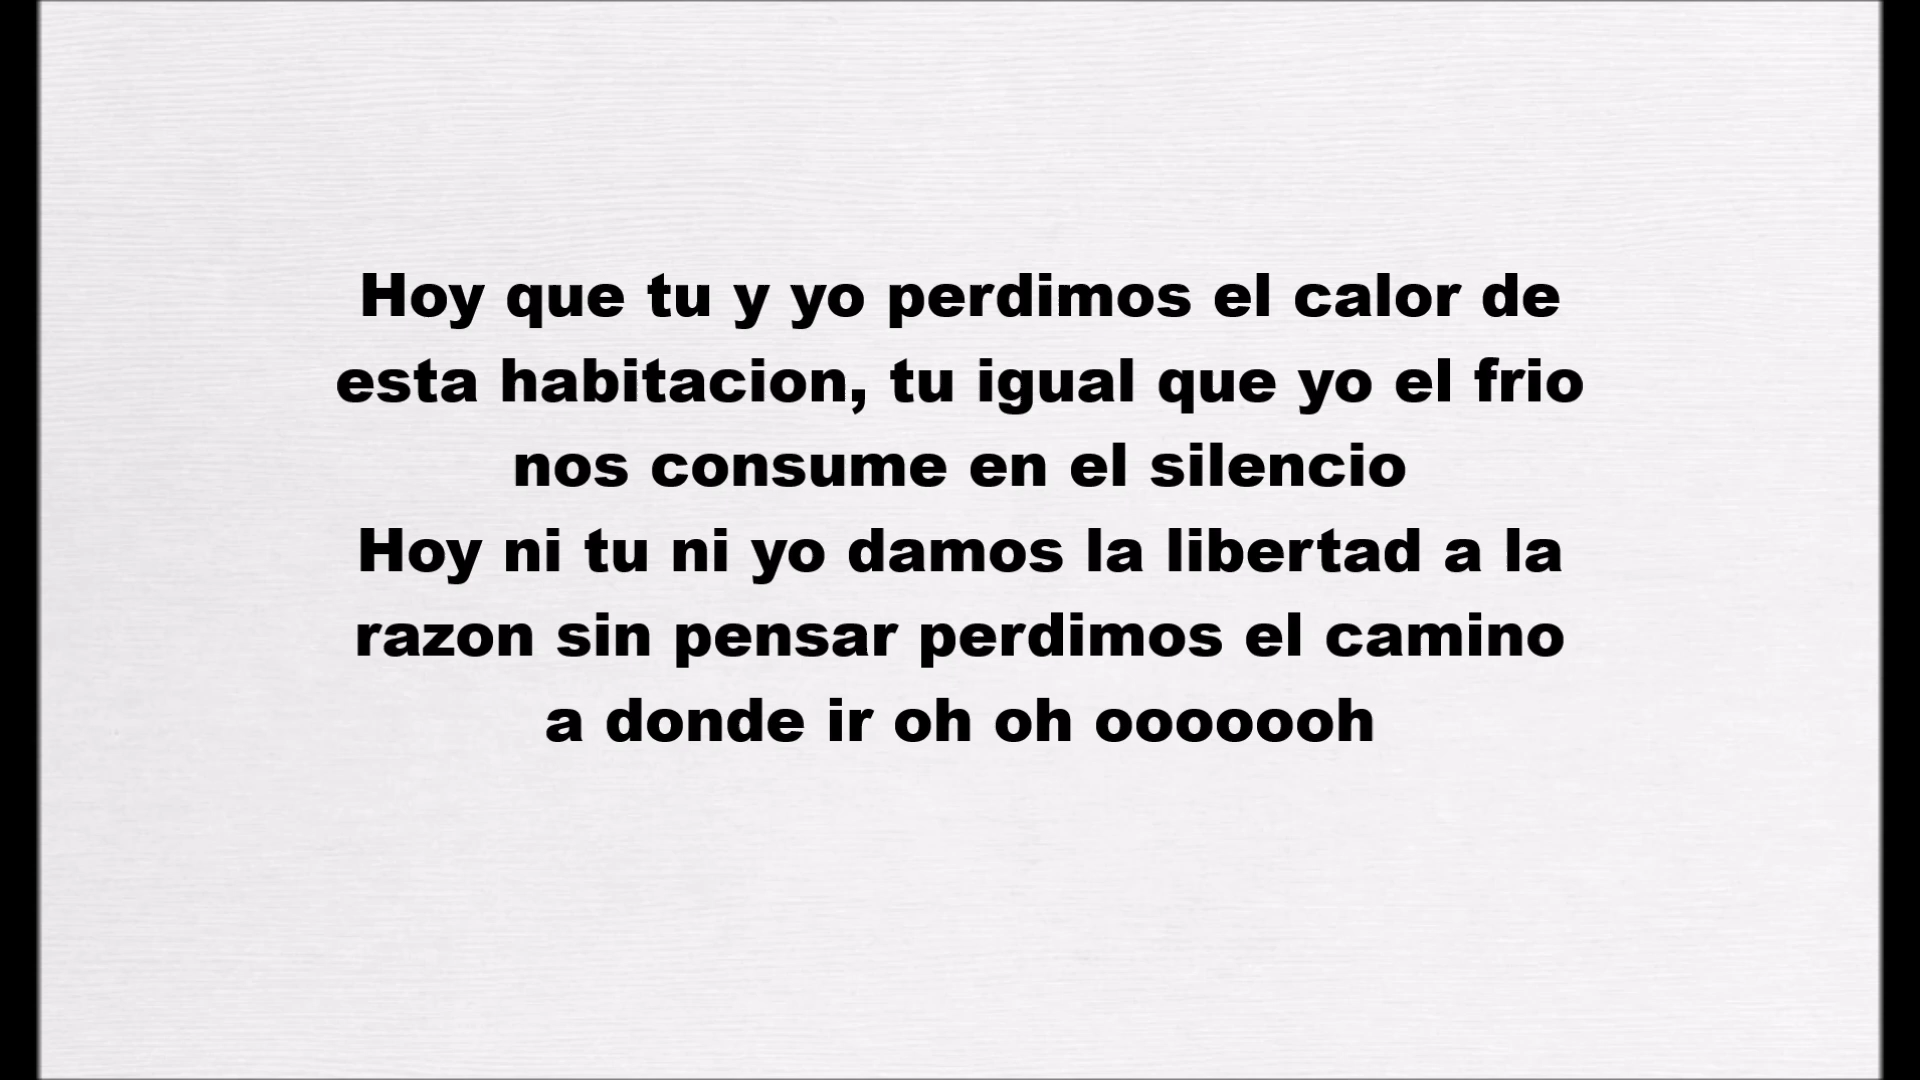 Hoy que tu y yo perdimos el calor de
esta habitacion, tu igual que yo el frio
nos consume en el silencio
Hoy ni tu ni yo damos la libertad a la
razon sin pensar perdimos el camino
a donde ir oh oh ooooooh